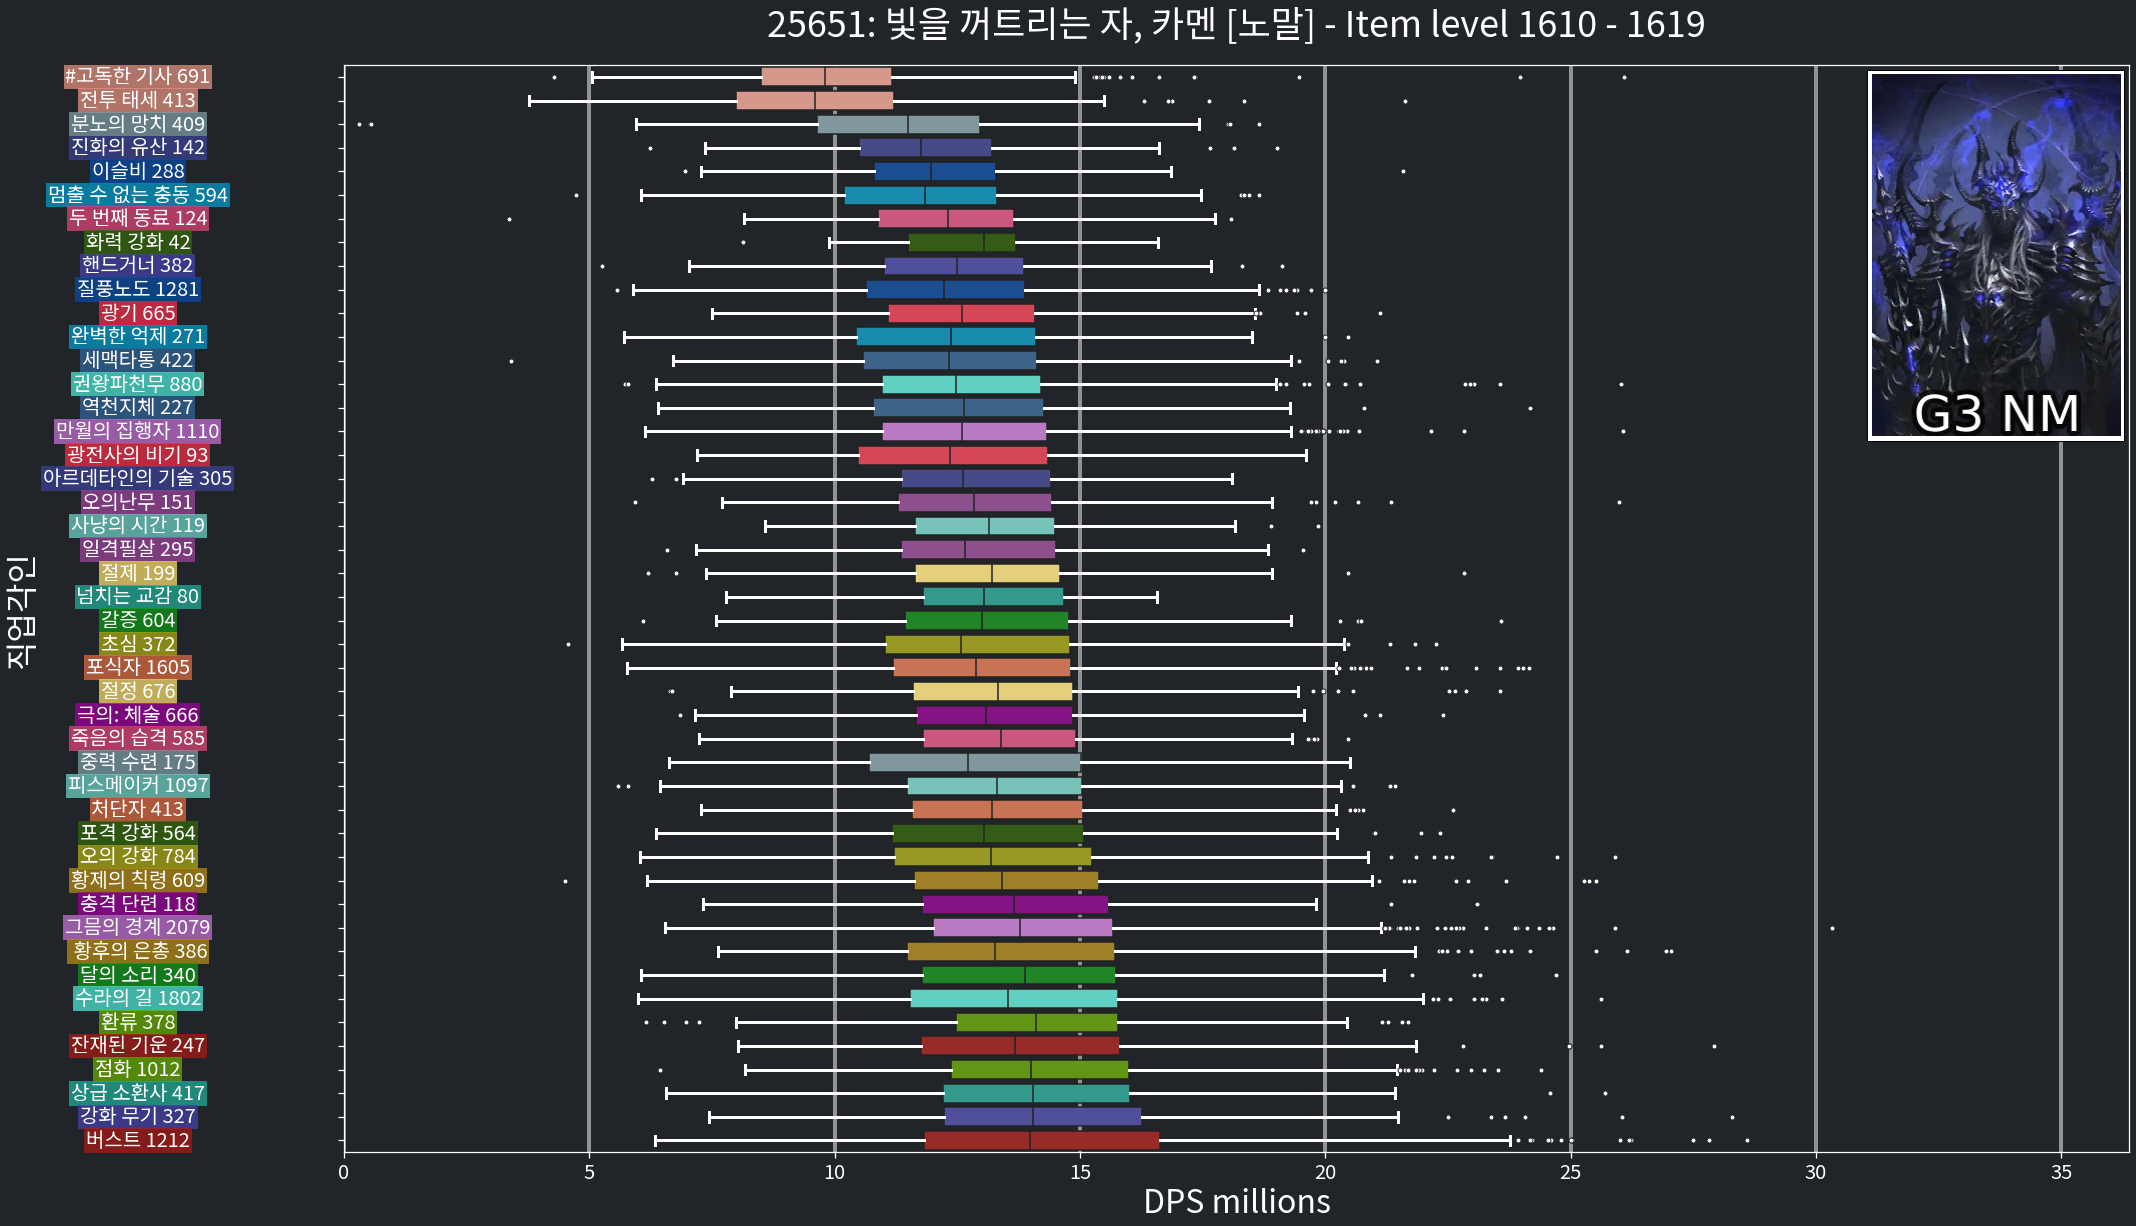 25651: 빛을 꺼트리는 자, 카멘 [노말] - Item level 1610 - 1619
#고독한 기사 691
전투 태세 413
분노의 망치 409
진화의 유산 142
이슬비 288
멈출 수 없는 충동 594
두 번째 동료 124
화력 강화 42
핸드거너 382
질풍노도 1281
광기 665
완벽한 억제 271
세맥타통 422
권왕파천무 880
역천지체 227
만월의 집행자 1110
광전사의 비기 93
아르데타인의 기술 305
오의난무 151
사냥의 시간 119
일격필살 295
절제 199
넘치는 교감 80
갈증 604
초심 372
포식자 1605
절정 676
극의: 체술 666
죽음의 습격 585
중력 수련 175
피스메이커 1097
처단자 413
포격 강화 564
오의 강화 784
황제의 칙령 609
충격 단련 118
그믐의 경계 2079
황후의 은총 386
달의 소리 340
수라의 길 1802
환류 378
잔재된 기운 247
점화 1012
상급 소환사 417
강화 무기 327
버스트 1212
직업각인
G3 NM
0 5 10 15 20 25 30 35
DPS millions